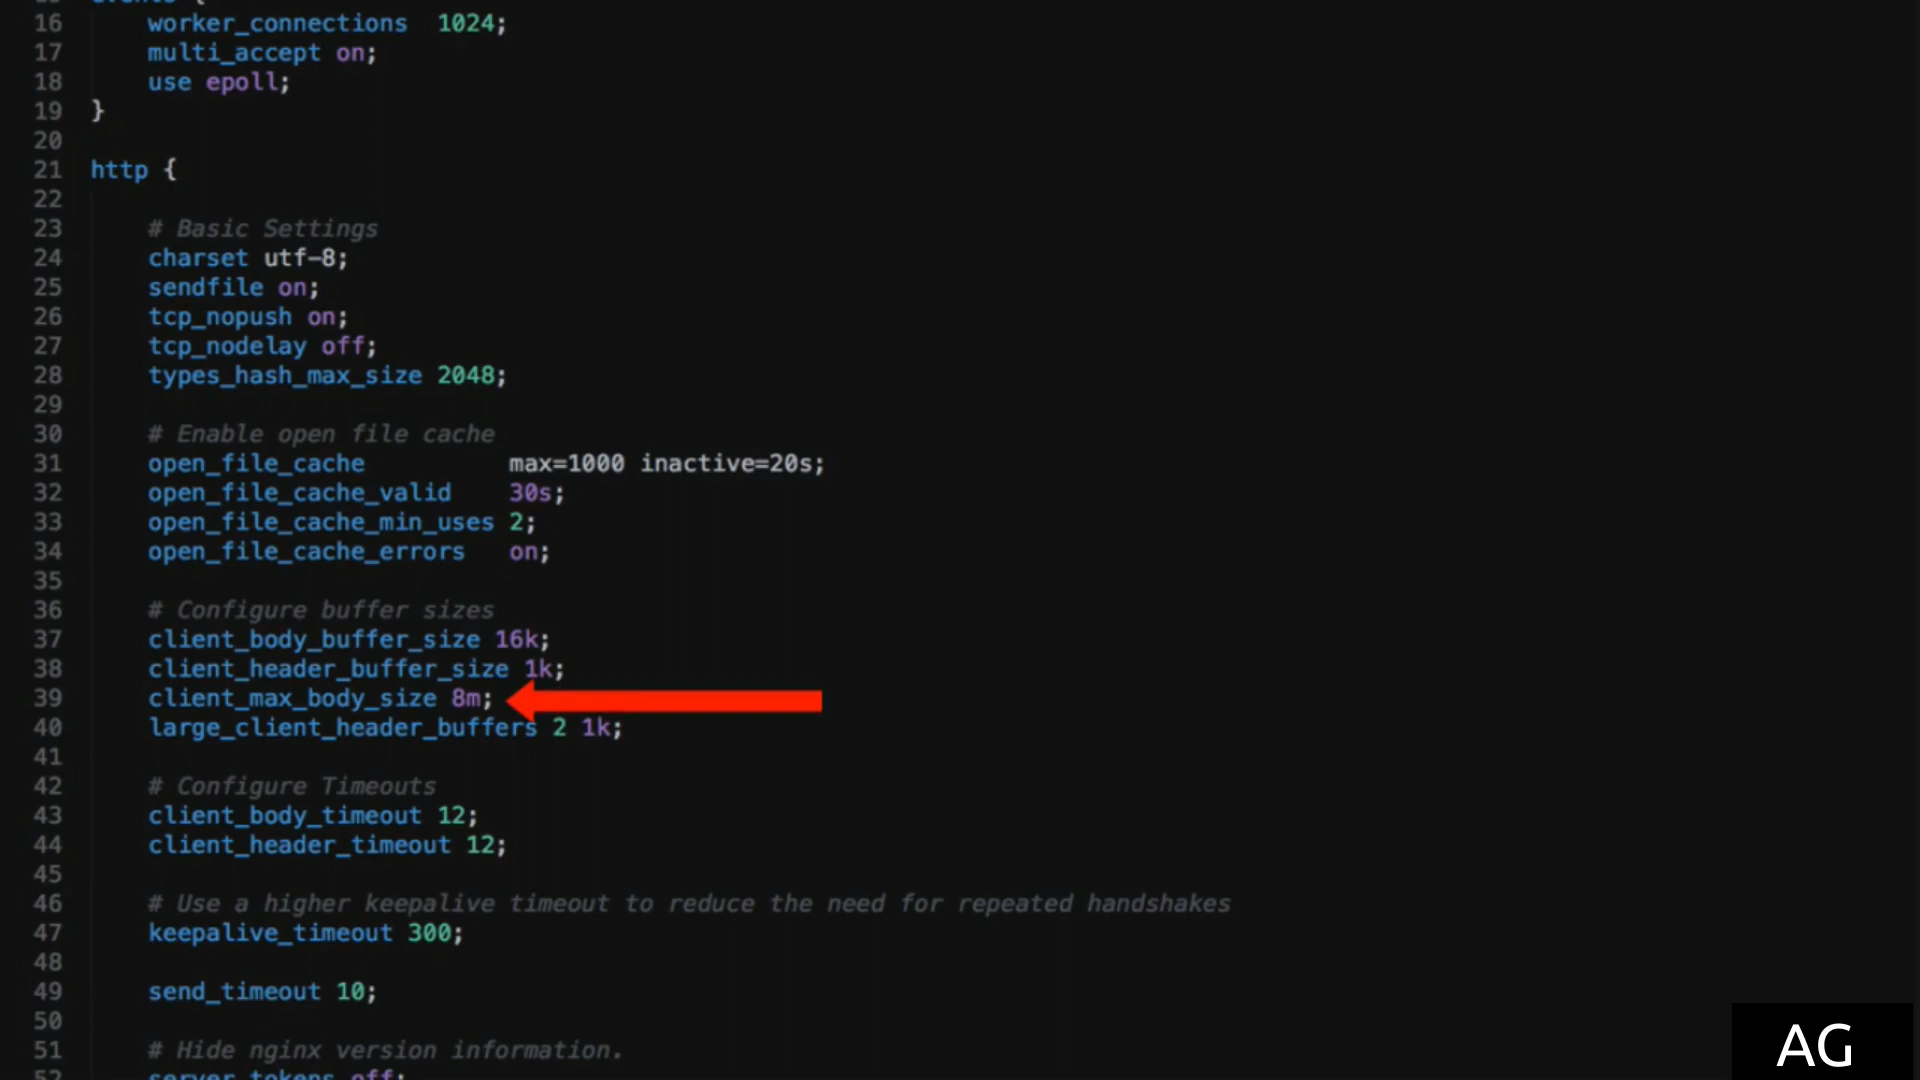 15 events {
16 worker_connections 1024;
17 multi_accept on;
18 use epoll;
19 }
20
21 http {
22
23 # Basic Settings
24 charset utf-8;
25 sendfile on;
26 tcp_nopush on;
27 tcp_nodelay off;
28 types_hash_max_size 2048;
29
30 # Enable open file cache
31 open_file_cache max=1000 inactive=20s;
32 open_file_cache_valid 30s;
33 open_file_cache_min_uses 2;
34 open_file_cache_errors on;
35
36 # Configure buffer sizes
37 client_body_buffer_size 16k;
38 client_header_buffer_size 1k;
39 client_max_body_size 8m;
40 large_client_header_buffers 2 1k;
41
42 # Configure Timeouts
43 client_body_timeout 12;
44 client_header_timeout 12;
45
46 # Use a higher keepalive timeout to reduce the need for repeated handshakes
47 keepalive_timeout 300;
48
49 send_timeout 10;
50
51 # Hide nginx version information.
52 server_tokens off;
AG